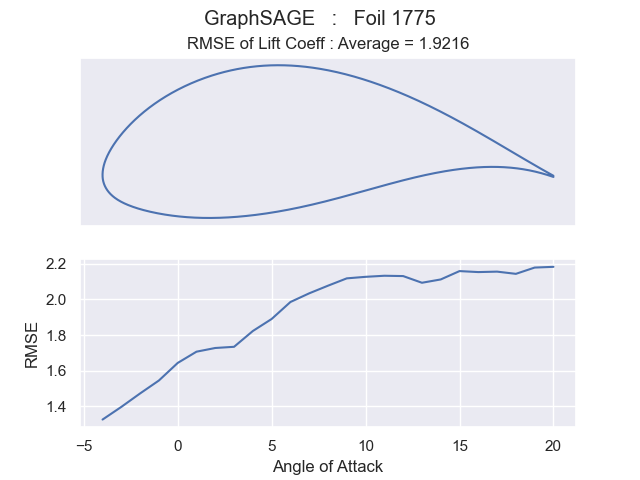 GraphSAGE   :   Foil 1775
RMSE of Lift Coeff : Average = 1.9216
2.2
2.0
1.8
1.6
1.4
RMSE
−5 0 5 10 15 20
Angle of Attack